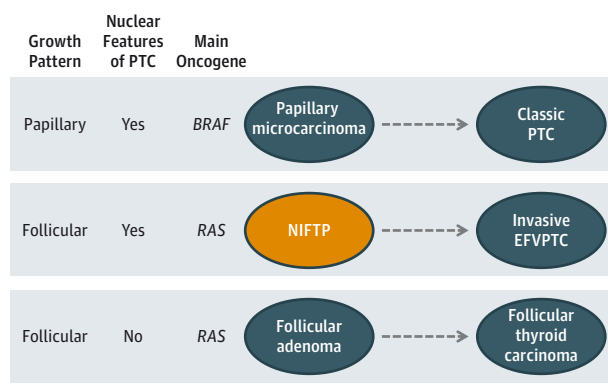 Growth
Pattern
Nuclear
Features
of PTC
Main
Oncogene
Papillary
Yes
BRAF
Papillary
microcarcinoma
Classic
PTC
Follicular
Yes
RAS
NIFTP
Invasive
EFVPTC
Follicular
No
RAS
Follicular
adenoma
Follicular
thyroid
carcinoma